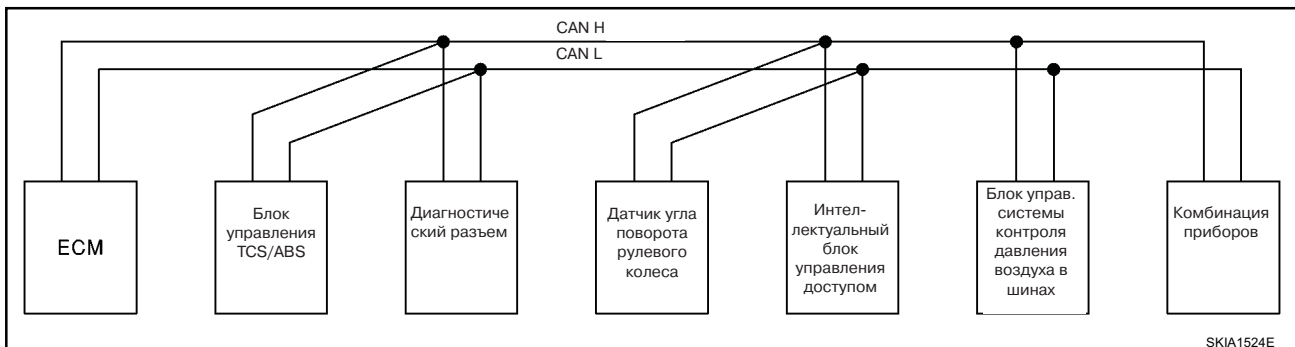 CAN H
CAN L
ECM
Блок
управления
TCS/ABS
Диагностиче
ский разъем
Датчик угла
поворота
рулевого
колеса
Интел-
лектуальный
блок
управления
доступом
Блок управ.
системы
контроля
давления
воздуха в
шинах
Комбинация
приборов
SKIA1524E